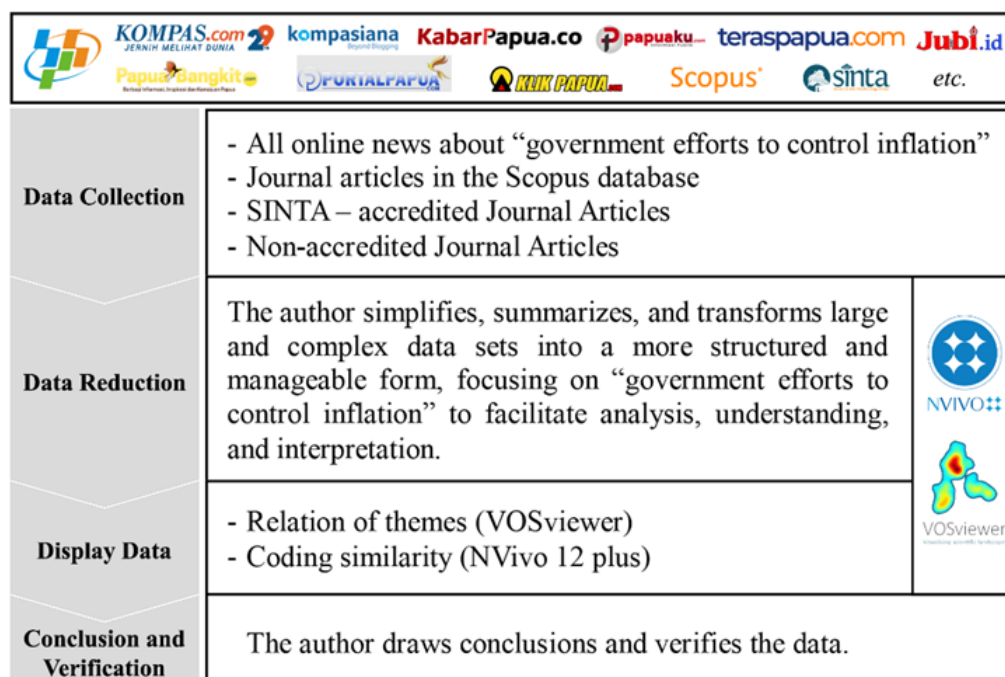 KOMPAS.com 29 kompasiana KabarPapua.co papuaku teraspapua.com Jubi.id
JERNIH MELIHAT DUNIA Beyond Blogging
PapuaBangkit PORTALPAPUA KLIK PAPUA.com Scopus sinta etc.
Data Collection
- All online news about “government efforts to control inflation”
- Journal articles in the Scopus database
- SINTA – accredited Journal Articles
- Non-accredited Journal Articles
Data Reduction
The author simplifies, summarizes, and transforms large
and complex data sets into a more structured and
manageable form, focusing on “government efforts to
control inflation” to facilitate analysis, understanding,
and interpretation.
NVIVO
VOSviewer
Display Data
- Relation of themes (VOSviewer)
- Coding similarity (NVivo 12 plus)
Conclusion and
Verification
The author draws conclusions and verifies the data.